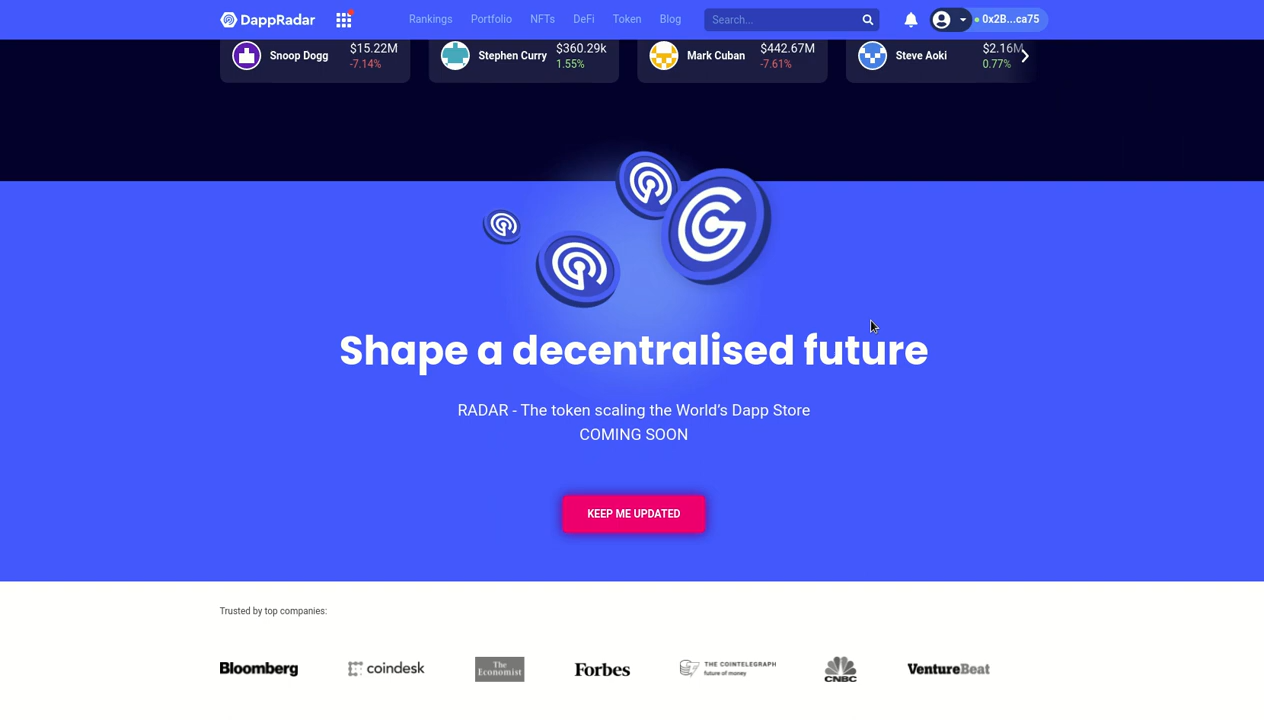 DappRadar
Rankings
Portfolio
NFTs
DeFi
Token
Blog
Search...
0x2B...ca75
Snoop Dogg
$15.22M
-7.14%
Stephen Curry
$360.29k
1.55%
Mark Cuban
$442.67M
-7.61%
Steve Aoki
$2.16M
0.77%
Shape a decentralised future
RADAR - The token scaling the World’s Dapp Store
COMING SOON
KEEP ME UPDATED
Trusted by top companies:
Bloomberg
coindesk
The
Economist
Forbes
THE COINTELEGRAPH
future of money
CNBC
VentureBeat